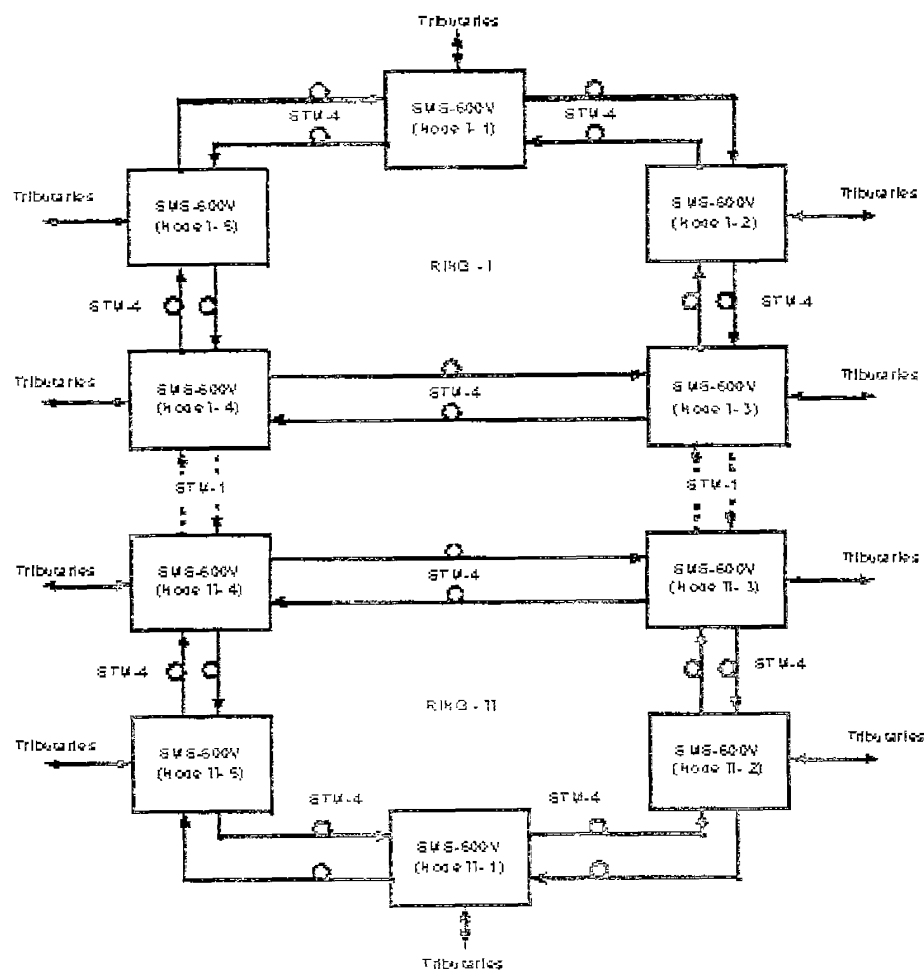 Tributaries
SMS-600V
(Node I-1)
STM-4
STM-4
Tributaries
SMS-600V
(Node I-5)
SMS-600V
(Node I-2)
Tributaries
RING - I
STM-4
STM-4
Tributaries
SMS-600V
(Node I-4)
STM-4
SMS-600V
(Node I-3)
Tributaries
STM-1
STM-1
Tributaries
SMS-600V
(Node II-4)
STM-4
SMS-600V
(Node II-3)
Tributaries
STM-4
STM-4
RING - II
Tributaries
SMS-600V
(Node II-5)
SMS-600V
(Node II-2)
Tributaries
STM-4
STM-4
SMS-600V
(Node II-1)
Tributaries